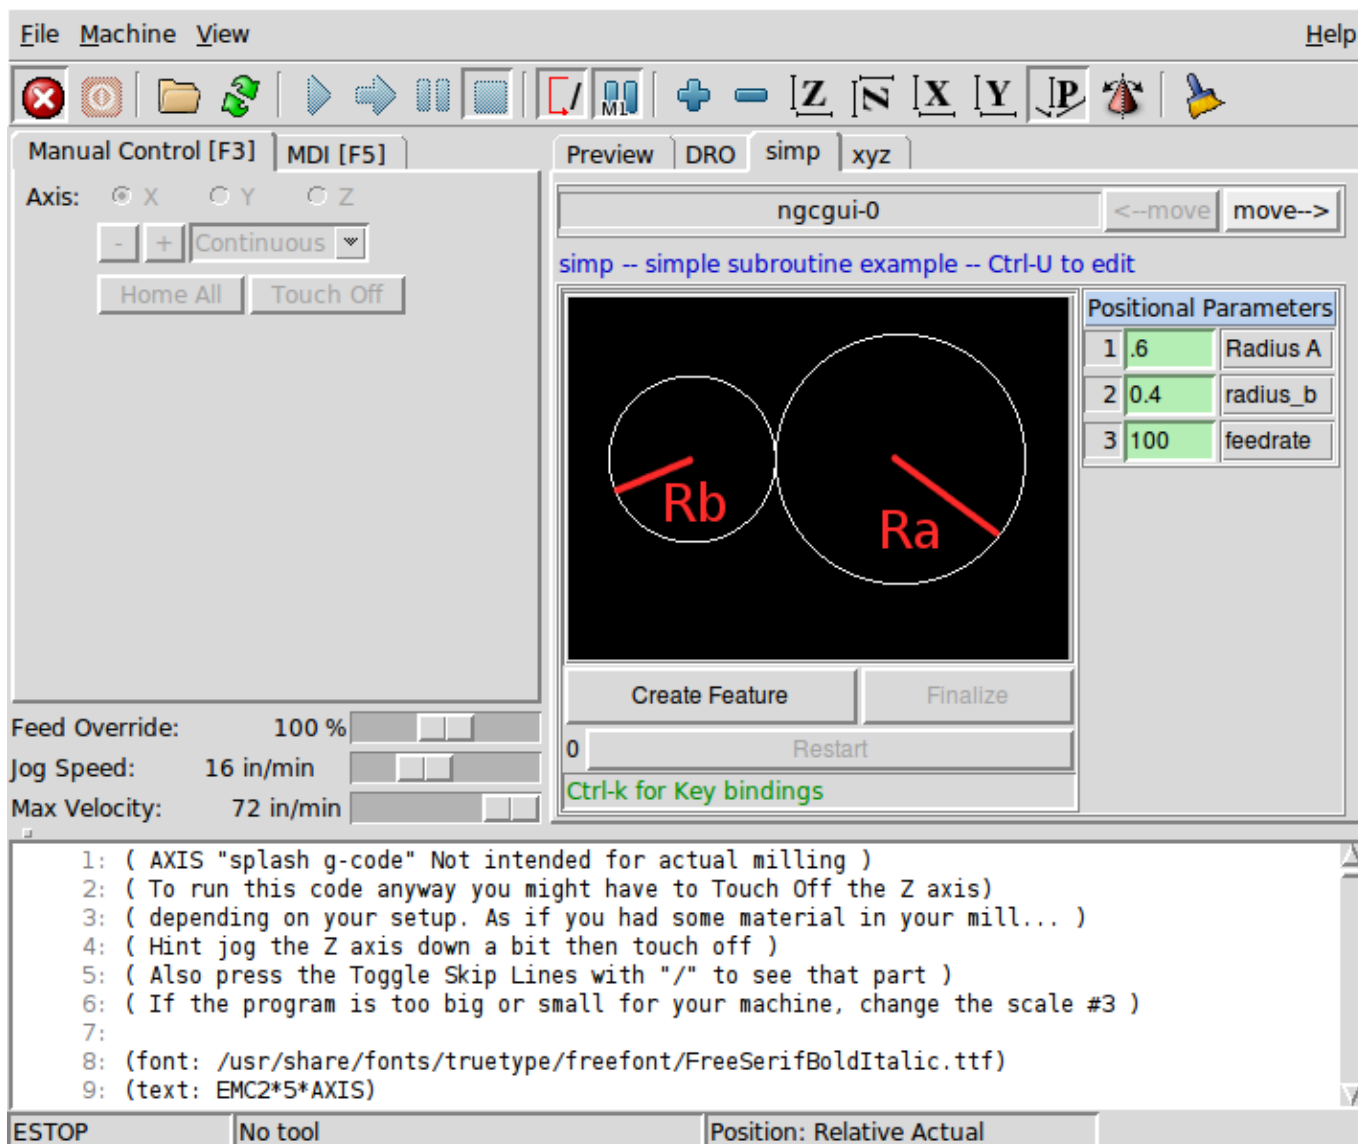 File Machine View Help
M1 Z N X Y P
Manual Control [F3] MDI [F5] Preview DRO simp xyz
Axis: X Y Z
ngcgui-0 <--move move-->
- + Continuous
simp -- simple subroutine example -- Ctrl-U to edit
Home All Touch Off
Positional Parameters
1 .6 Radius A
2 0.4 radius_b
3 100 feedrate
Rb
Ra
Create Feature Finalize
Feed Override: 100 %
0 Restart
Jog Speed: 16 in/min
Ctrl-k for Key bindings
Max Velocity: 72 in/min
1: ( AXIS "splash g-code" Not intended for actual milling )
2: ( To run this code anyway you might have to Touch Off the Z axis)
3: ( depending on your setup. As if you had some material in your mill... )
4: ( Hint jog the Z axis down a bit then touch off )
5: ( Also press the Toggle Skip Lines with "/" to see that part )
6: ( If the program is too big or small for your machine, change the scale #3 )
7:
8: (font: /usr/share/fonts/truetype/freefont/FreeSerifBoldItalic.ttf)
9: (text: EMC2*5*AXIS)
ESTOP No tool Position: Relative Actual